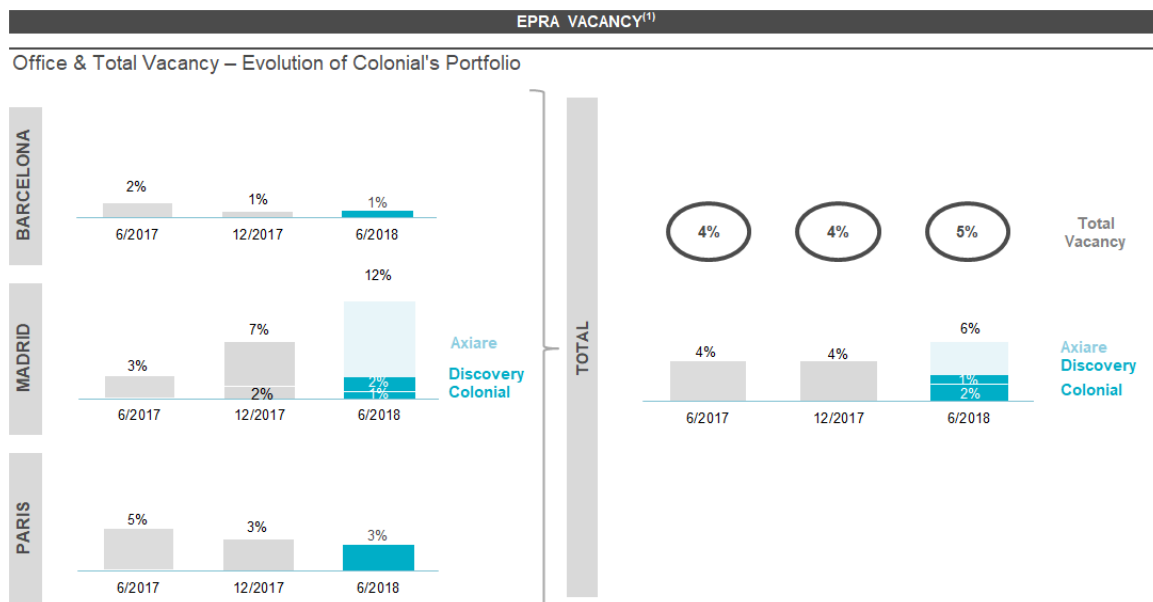 EPRA VACANCY(1)
Office & Total Vacancy – Evolution of Colonial's Portfolio
BARCELONA
2%
1%
1%
6/2017
12/2017
6/2018
MADRID
3%
7%
2%
12%
2%
1%
6/2017
12/2017
6/2018
Axiare
Discovery
Colonial
PARIS
5%
3%
3%
6/2017
12/2017
6/2018
TOTAL
4%
4%
5%
Total
Vacancy
4%
4%
6%
1%
2%
6/2017
12/2017
6/2018
Axiare
Discovery
Colonial